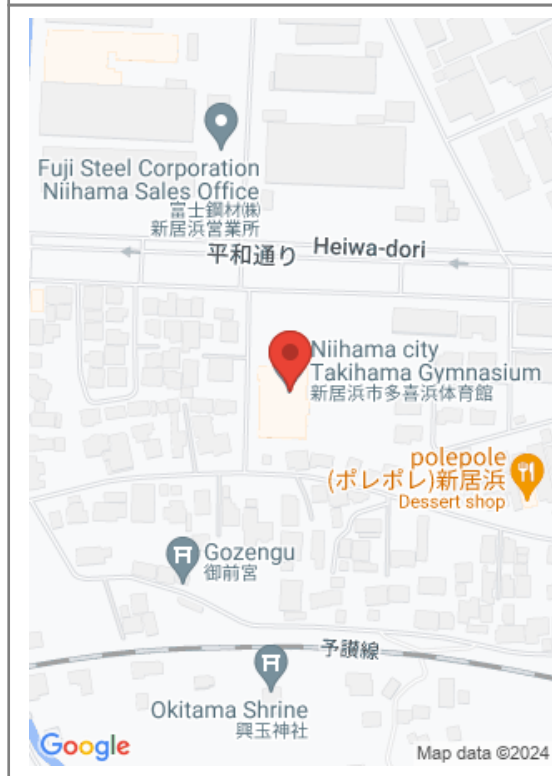 Fuji Steel Corporation
Niihama Sales Office
富士鋼材㈱
新居浜営業所
平和通り Heiwa-dori
Niihama city
Takihama Gymnasium
新居浜市多喜浜体育館
polepole
(ポレポレ)新居浜
Dessert shop
Gozengu
御前宮
予讃線
Okitama Shrine
興玉神社
Google
Map data ©2024